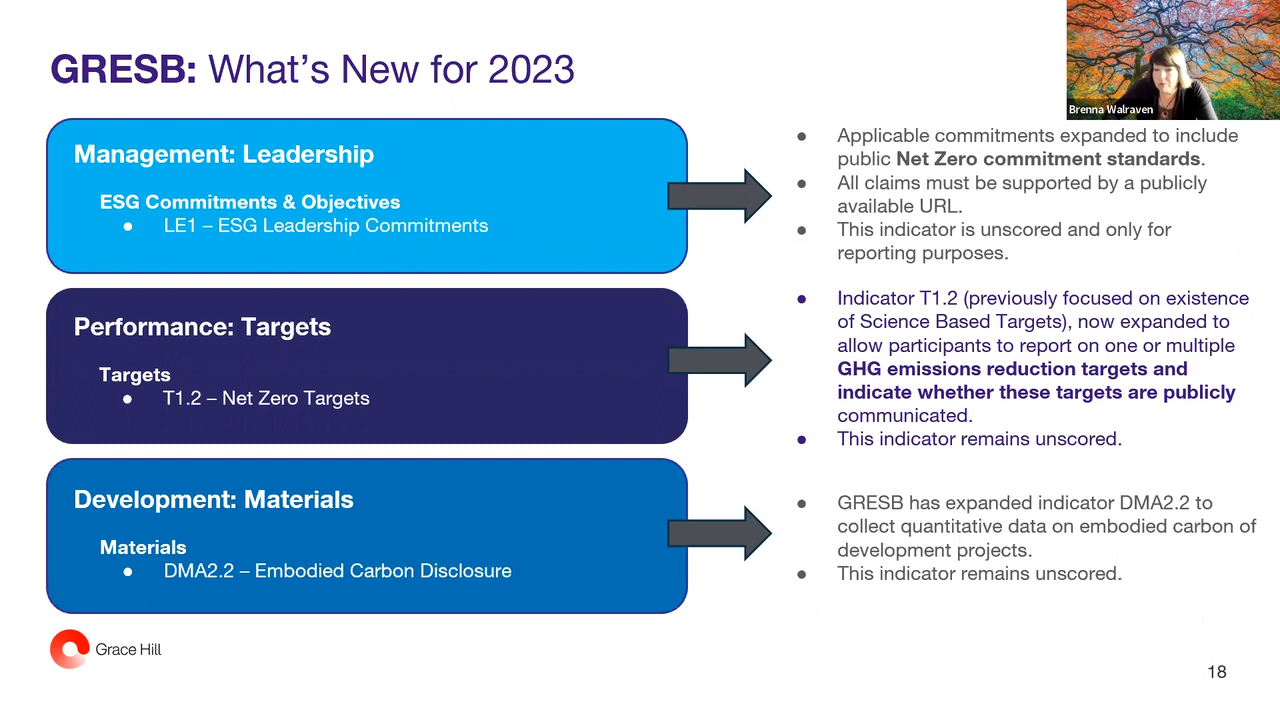 GRESB: What's New for 2023
Brenna Walraven
Management: Leadership
ESG Commitments & Objectives
● LE1 – ESG Leadership Commitments
● Applicable commitments expanded to include
public Net Zero commitment standards.
● All claims must be supported by a publicly
available URL.
● This indicator is unscored and only for
reporting purposes.
Performance: Targets
Targets
● T1.2 – Net Zero Targets
● Indicator T1.2 (previously focused on existence
of Science Based Targets), now expanded to
allow participants to report on one or multiple
GHG emissions reduction targets and
indicate whether these targets are publicly
communicated.
● This indicator remains unscored.
Development: Materials
Materials
● DMA2.2 – Embodied Carbon Disclosure
● GRESB has expanded indicator DMA2.2 to
collect quantitative data on embodied carbon of
development projects.
● This indicator remains unscored.
Grace Hill
18